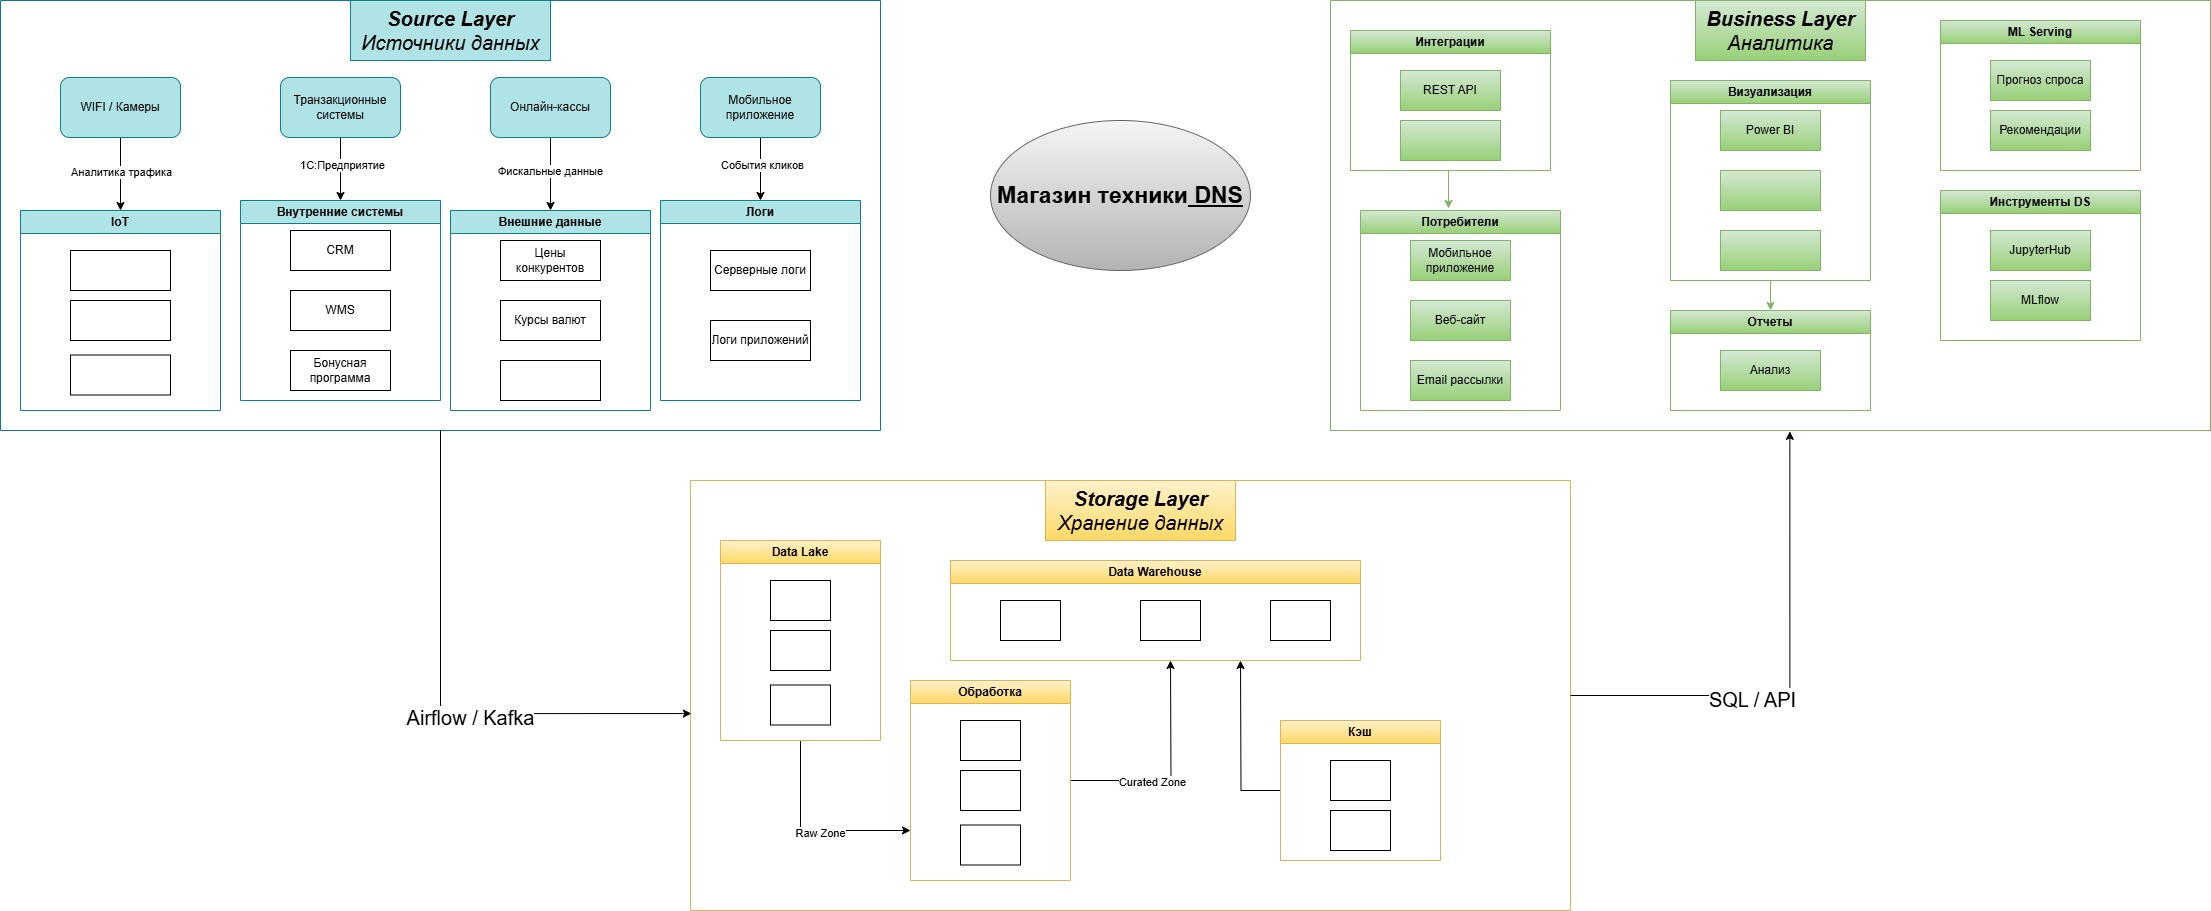 Source Layer
Источники данных
WIFI / Камеры
Транзакционные
системы
Онлайн-кассы
Мобильное
приложение
Аналитика трафика
1С:Предприятие
Фискальные данные
События кликов
IoT
Внутренние системы
CRM
WMS
Бонусная
программа
Внешние данные
Цены
конкурентов
Курсы валют
Логи
Серверные логи
Логи приложений
Магазин техники DNS
Business Layer
Аналитика
Интеграции
REST API
Потребители
Мобильное
приложение
Веб-сайт
Email рассылки
Визуализация
Power BI
Отчеты
Анализ
ML Serving
Прогноз спроса
Рекомендации
Инструменты DS
JupyterHub
MLflow
Airflow / Kafka
Storage Layer
Хранение данных
Data Lake
Raw Zone
Обработка
Curated Zone
Data Warehouse
Кэш
SQL / API